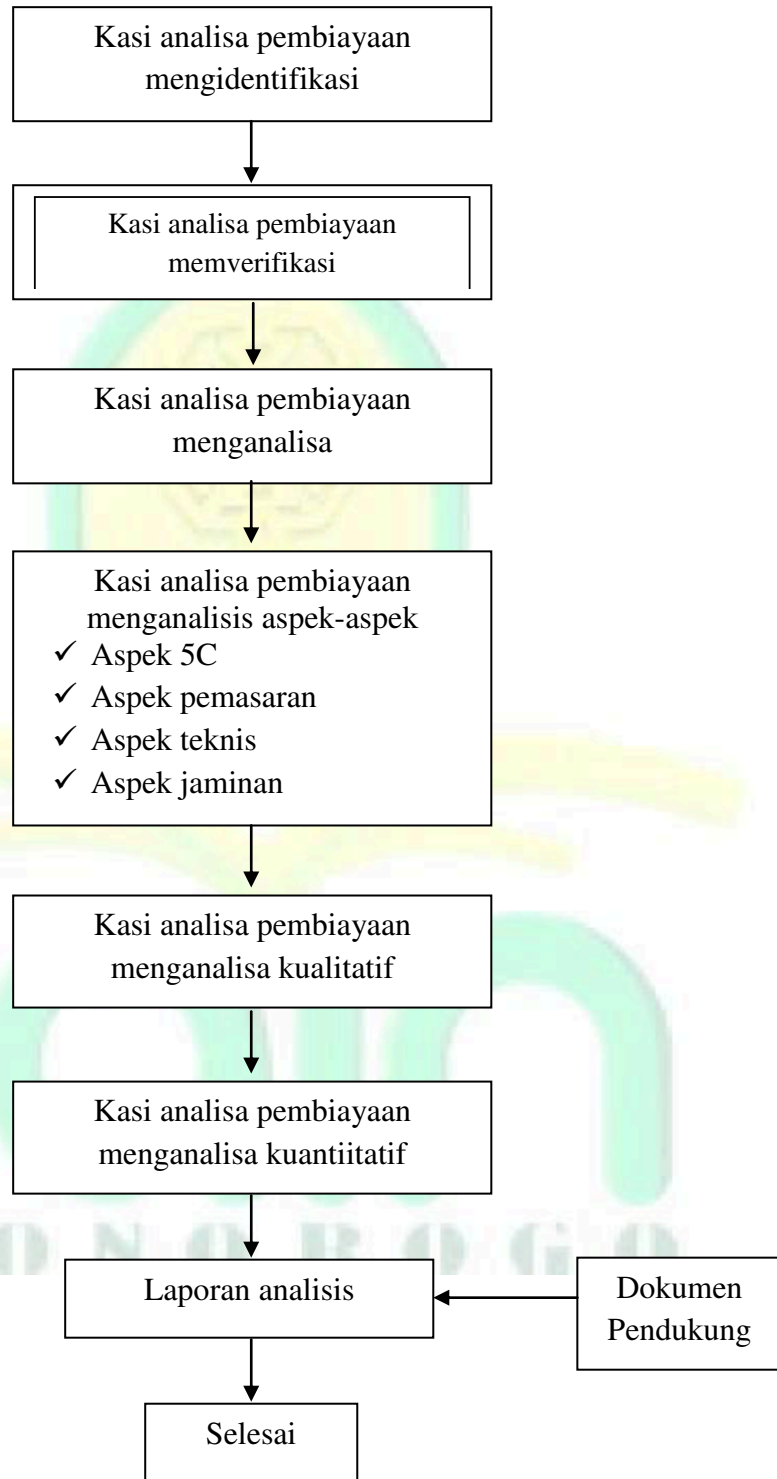 Kasi analisa pembiayaan
mengidentifikasi
Kasi analisa pembiayaan
memverifikasi
Kasi analisa pembiayaan
menganalisa
Kasi analisa pembiayaan
menganalisis aspek-aspek
✓ Aspek 5C
✓ Aspek pemasaran
✓ Aspek teknis
✓ Aspek jaminan
Kasi analisa pembiayaan
menganalisa kualitatif
Kasi analisa pembiayaan
menganalisa kuantiitatif
ONOROGO
Laporan analisis
Dokumen
Pendukung
Selesai